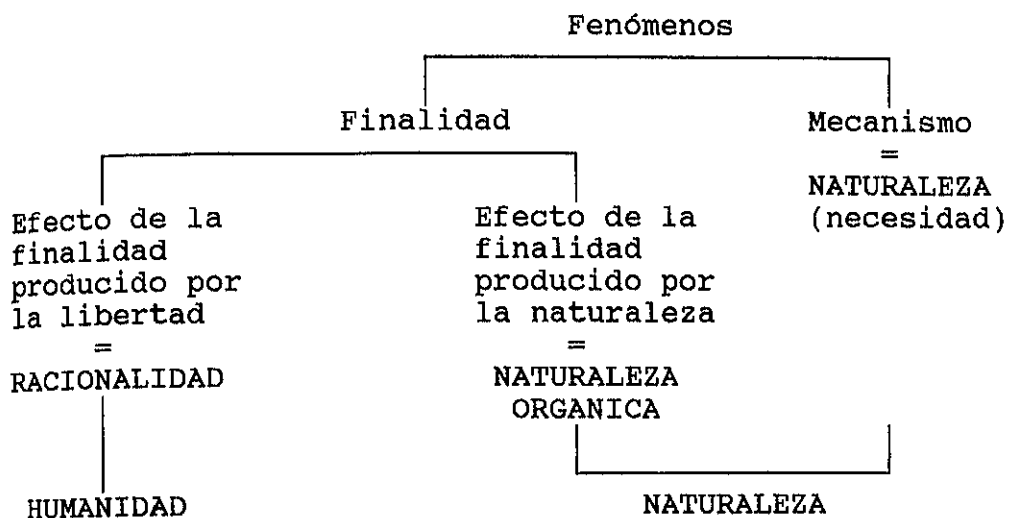 Fenómenos
Finalidad
Mecanismo
=
NATURALEZA
(necesidad)
Efecto de la
finalidad
producido por
la libertad
=
RACIONALIDAD
Efecto de la
finalidad
producido por
la naturaleza
=
NATURALEZA
ORGANICA
HUMANIDAD
NATURALEZA